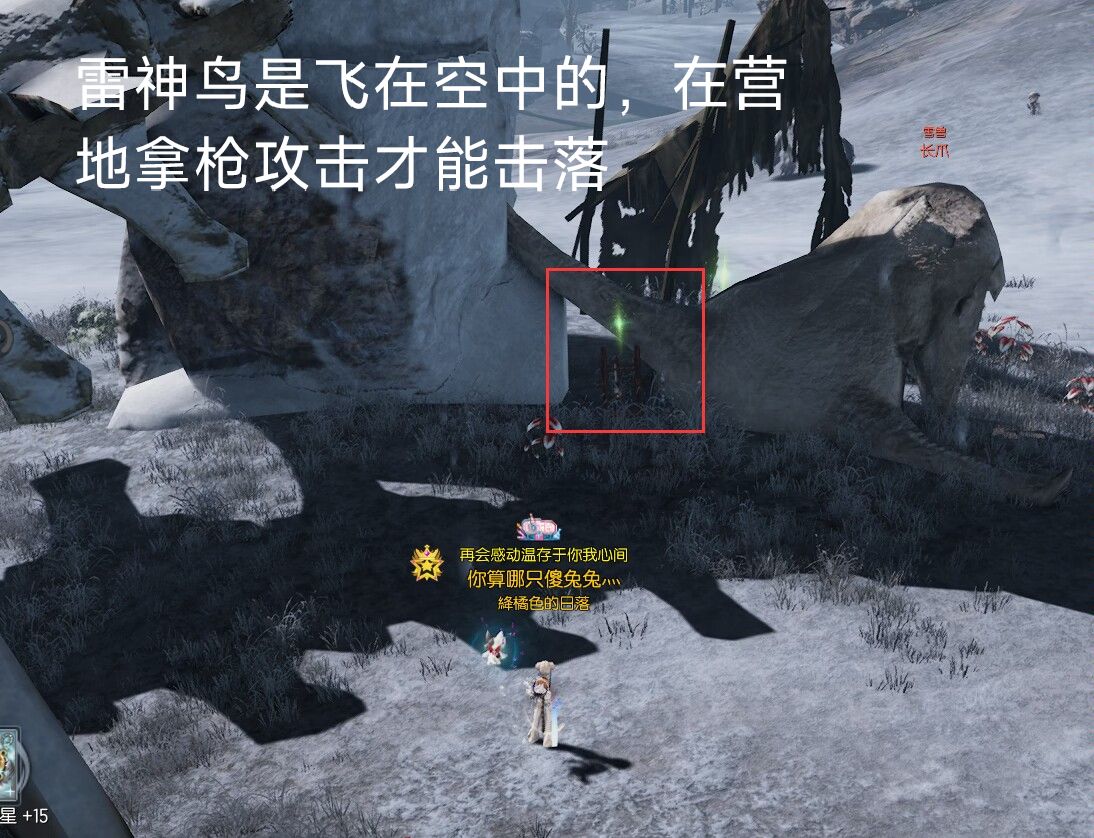 雷神鸟是飞在空中的，在营
地拿枪攻击才能击落
雪兽
长爪
再会感动温存于你我心间
你算哪只傻兔兔灬
絳橘色的日落
星 +15